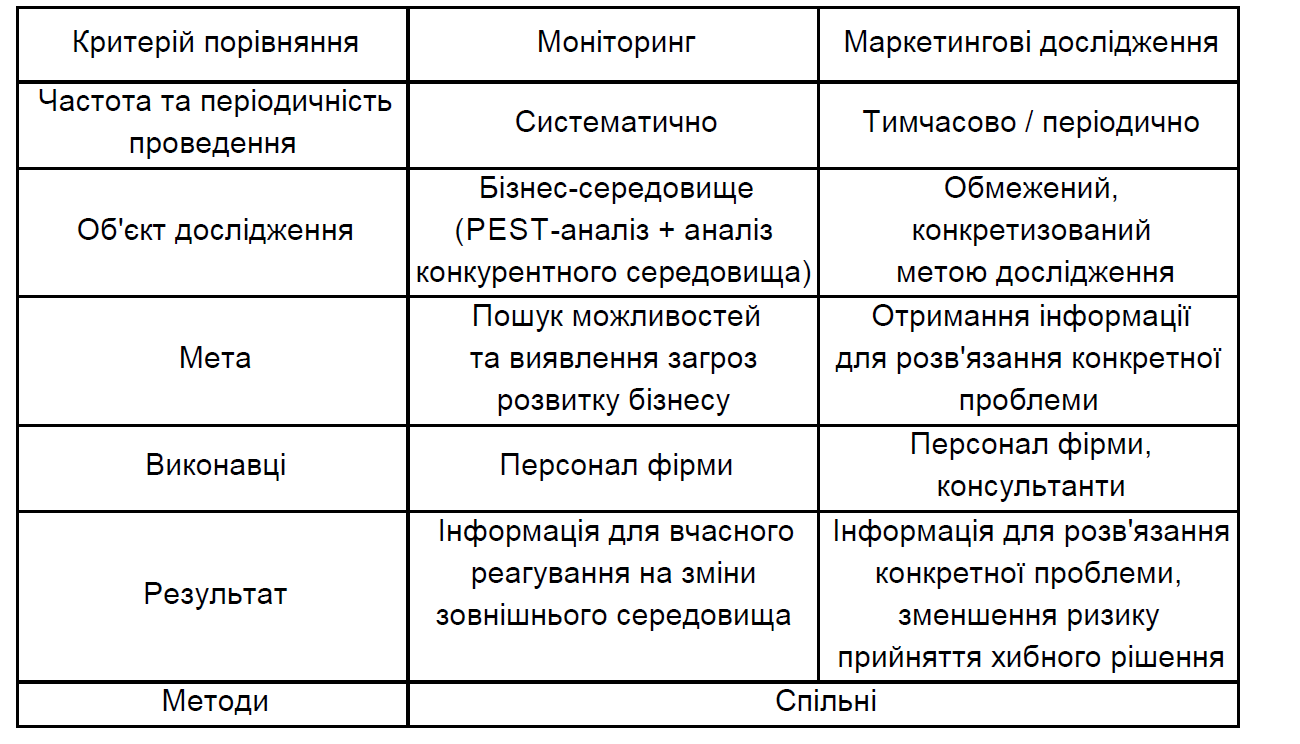 Критерій порівняння
Моніторинг
Маркетингові дослідження
Частота та періодичність
проведення
Систематично
Тимчасово / періодично
Об'єкт дослідження
Бізнес-середовище
(PEST-аналіз + аналіз
конкурентного середовища)
Обмежений,
конкретизований
метою дослідження
Мета
Пошук можливостей
та виявлення загроз
розвитку бізнесу
Отримання інформації
для розв'язання конкретної
проблеми
Виконавці
Персонал фірми
Персонал фірми,
консультанти
Результат
Інформація для вчасного
реагування на зміни
зовнішнього середовища
Інформація для розв'язання
конкретної проблеми,
зменшення ризику
прийняття хибного рішення
Методи
Спільні